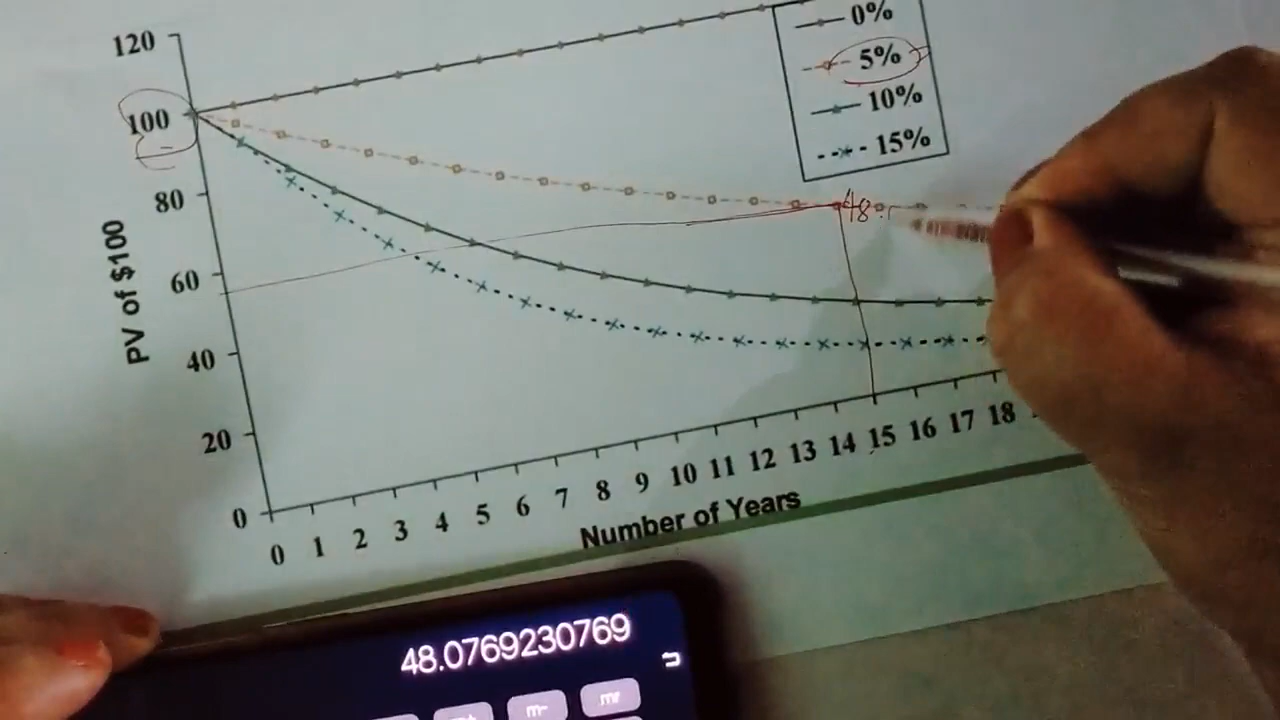 120
100
80
60
40
20
0
PV of $100
0%
5%
10%
15%
48.
0 1 2 3 4 5 6 7 8 9 10 11 12 13 14 15 16 17 18
Number of Years
48.0769230769
m-
mr